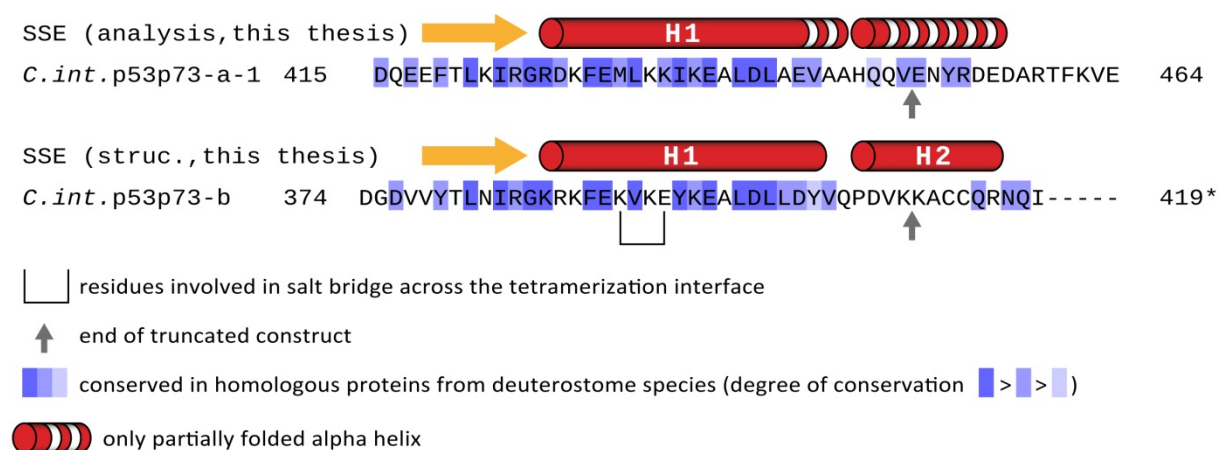 SSE (analysis,this thesis) H1
C.int.p53p73-a-1 415 DQEEFTLKIRGRDKFEMLKKIKEALDLAEVAAHQQVENYRDEDARTFKVE 464
SSE (struc.,this thesis) H1 H2
C.int.p53p73-b 374 DGDVVYTLNIRGKRKFEKVKEYKEALDLLDYVQPDVKKACCQRNQI----- 419*
residues involved in salt bridge across the tetramerization interface
end of truncated construct
conserved in homologous proteins from deuterostome species (degree of conservation > > )
only partially folded alpha helix